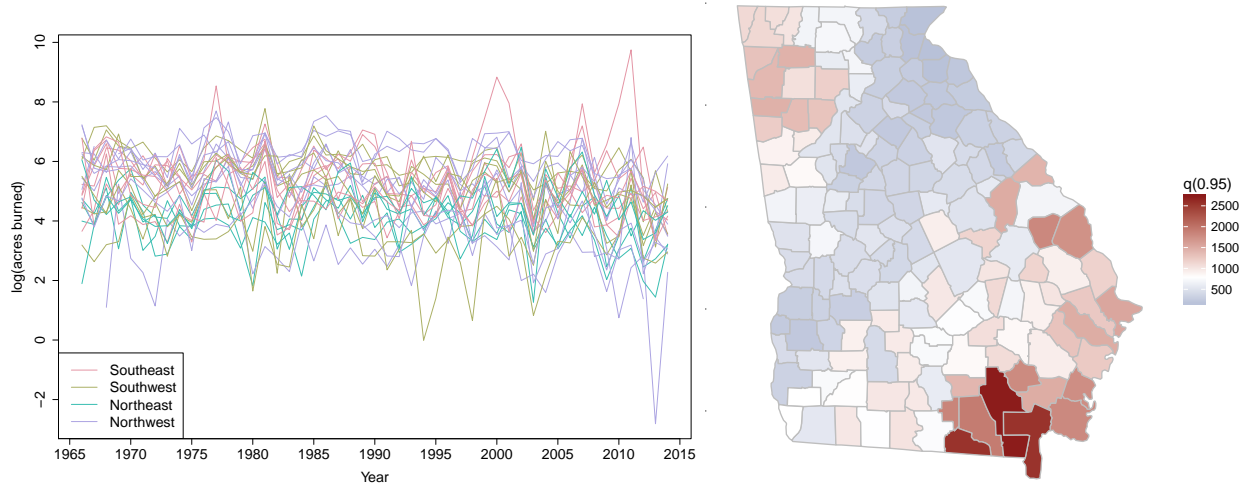 log(acres burned)
10
8
6
4
2
0
−2
Southeast
Southwest
Northeast
Northwest
1965 1970 1975 1980 1985 1990 1995 2000 2005 2010 2015
Year
q(0.95)
2500
2000
1500
1000
500